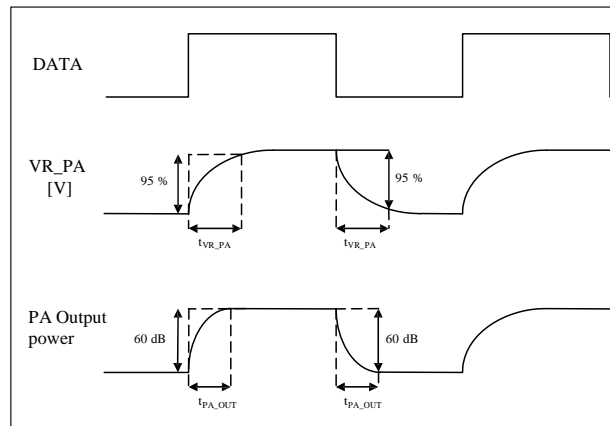 DATA
VR_PA
[V]
95 %
95 %
tVR_PA
tVR_PA
PA Output
power
60 dB
60 dB
tPA_OUT
tPA_OUT